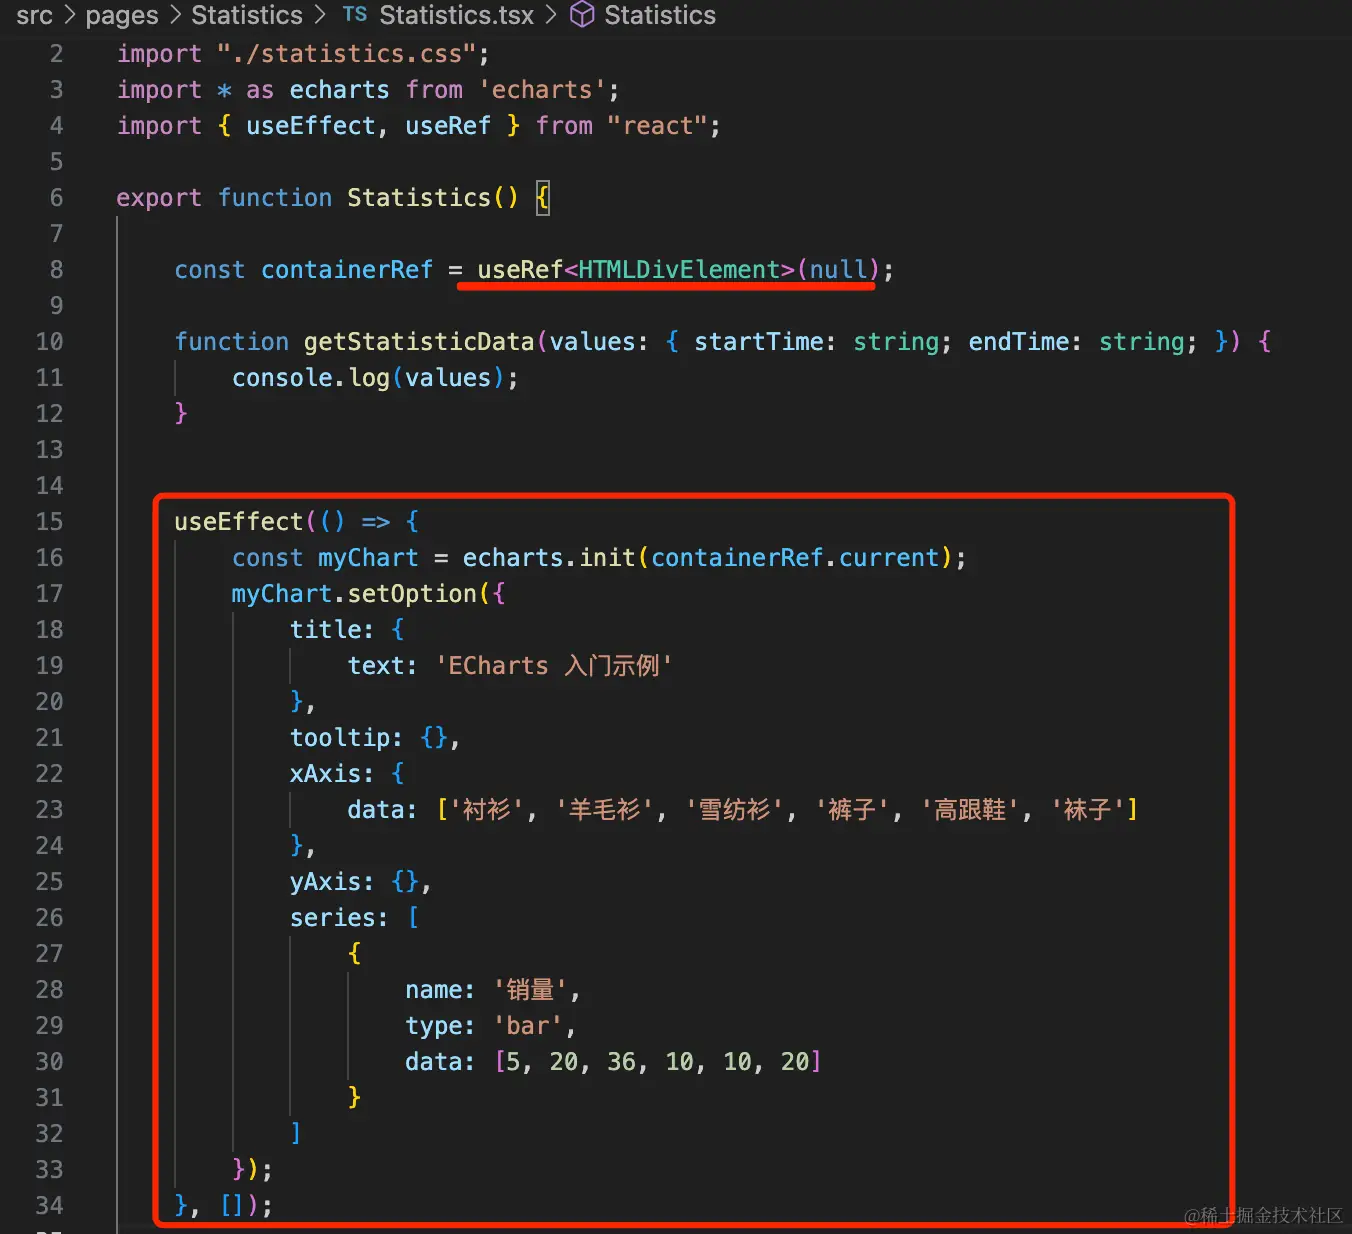 src > pages > Statistics > TS Statistics.tsx > Statistics
2 import "./statistics.css";
3 import * as echarts from 'echarts';
4 import { useEffect, useRef } from "react";
5
6 export function Statistics() {
7
8 const containerRef = useRef<HTMLDivElement>(null);
9
10 function getStatisticData(values: { startTime: string; endTime: string; }) {
11 console.log(values);
12 }
13
14
15 useEffect(() => {
16 const myChart = echarts.init(containerRef.current);
17 myChart.setOption({
18 title: {
19 text: 'ECharts 入门示例'
20 },
21 tooltip: {},
22 xAxis: {
23 data: ['衬衫', '羊毛衫', '雪纺衫', '裤子', '高跟鞋', '袜子']
24 },
25 yAxis: {},
26 series: [
27 {
28 name: '销量',
29 type: 'bar',
30 data: [5, 20, 36, 10, 10, 20]
31 }
32 ]
33 });
34 }, []);
@稀土掘金技术社区